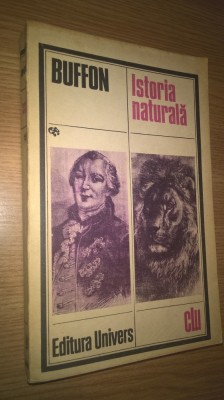 BUFFON
Istoria
naturală
Editura Univers
clu